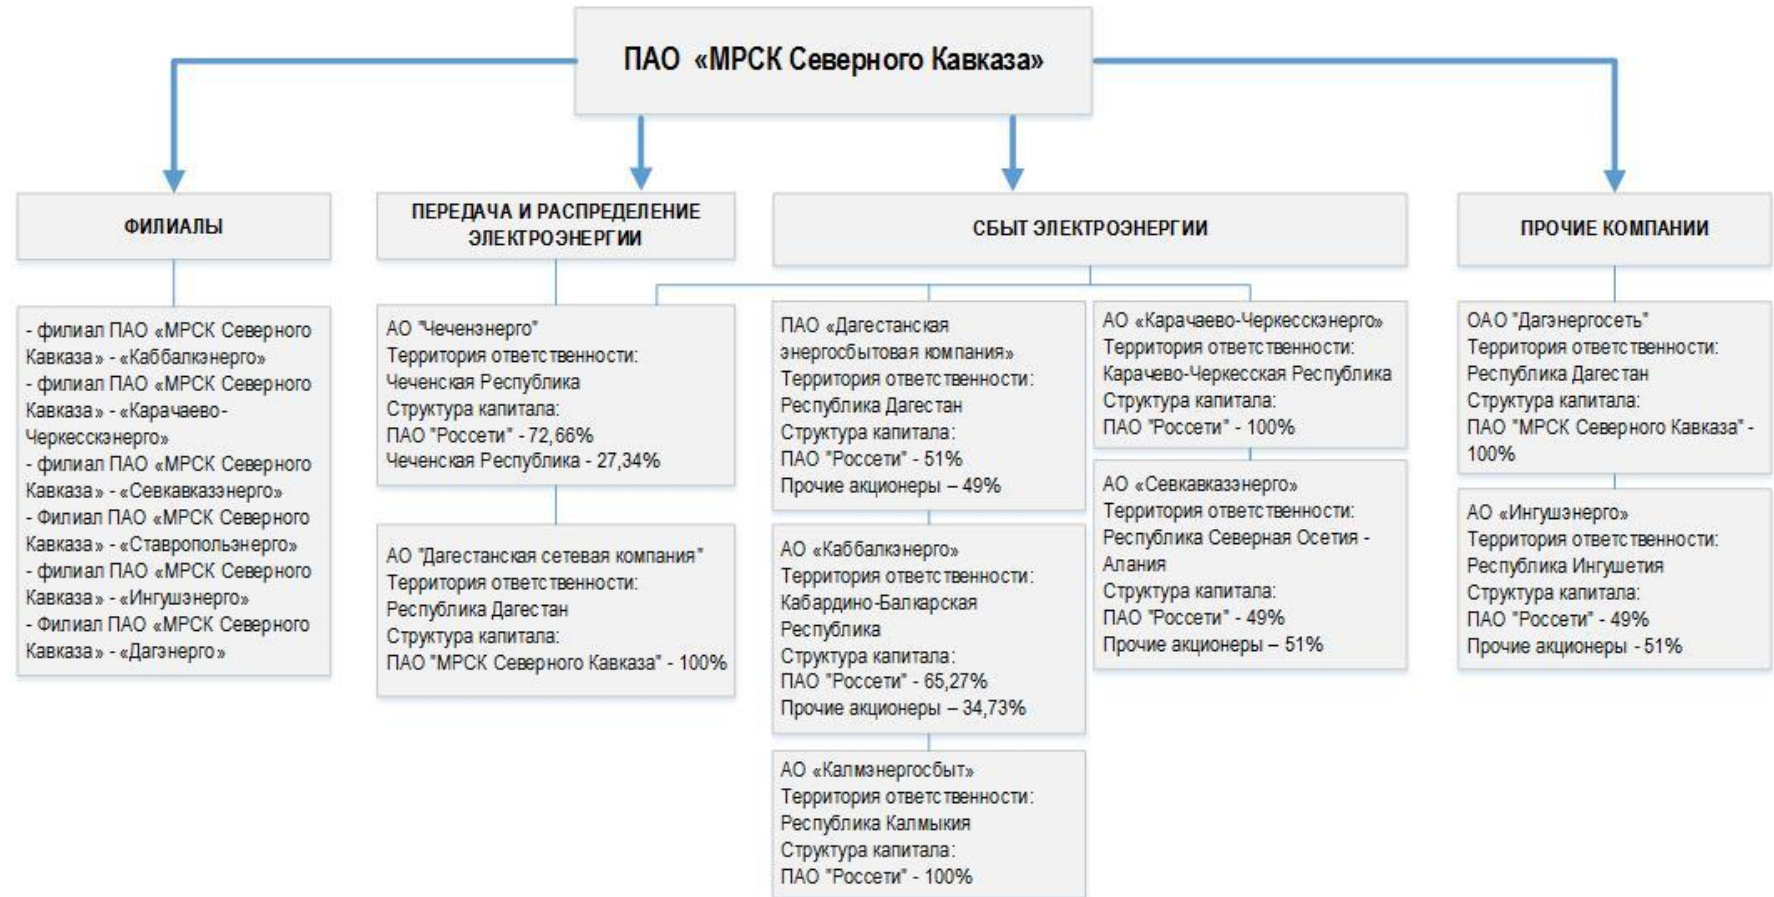 ПАО «МРСК Северного Кавказа»
ФИЛИАЛЫ
- филиал ПАО «МРСК Северного
Кавказа» - «Каббалкэнерго»
- филиал ПАО «МРСК Северного
Кавказа» - «Карачаево-
Черкесскэнерго»
- филиал ПАО «МРСК Северного
Кавказа» - «Севкавказэнерго»
- Филиал ПАО «МРСК Северного
Кавказа» - «Ставропольэнерго»
- филиал ПАО «МРСК Северного
Кавказа» - «Ингушэнерго»
- Филиал ПАО «МРСК Северного
Кавказа» - «Дагэнерго»
ПЕРЕДАЧА И РАСПРЕДЕЛЕНИЕ
ЭЛЕКТРОЭНЕРГИИ
АО "Чеченэнерго"
Территория ответственности:
Чеченская Республика
Структура капитала:
ПАО "Россети" - 72,66%
Чеченская Республика - 27,34%
АО "Дагестанская сетевая компания"
Территория ответственности:
Республика Дагестан
Структура капитала:
ПАО "МРСК Северного Кавказа" - 100%
СБЫТ ЭЛЕКТРОЭНЕРГИИ
ПАО «Дагестанская
энергосбытовая компания»
Территория ответственности:
Республика Дагестан
Структура капитала:
ПАО "Россети" - 51%
Прочие акционеры – 49%
АО «Каббалкэнерго»
Территория ответственности:
Кабардино-Балкарская
Республика
Структура капитала:
ПАО "Россети" - 65,27%
Прочие акционеры – 34,73%
АО «Калмэнергосбыт»
Территория ответственности:
Республика Калмыкия
Структура капитала:
ПАО "Россети" - 100%
АО «Карачаево-Черкесскэнерго»
Территория ответственности:
Карачево-Черкесская Республика
Структура капитала:
ПАО "Россети" - 100%
АО «Севкавказэнерго»
Территория ответственности:
Республика Северная Осетия -
Алания
Структура капитала:
ПАО "Россети" - 49%
Прочие акционеры – 51%
ПРОЧИЕ КОМПАНИИ
ОАО "Дагэнергосеть"
Территория ответственности:
Республика Дагестан
Структура капитала:
ПАО "МРСК Северного Кавказа" -
100%
АО «Ингушэнерго»
Территория ответственности:
Республика Ингушетия
Структура капитала:
ПАО "Россети" - 49%
Прочие акционеры - 51%